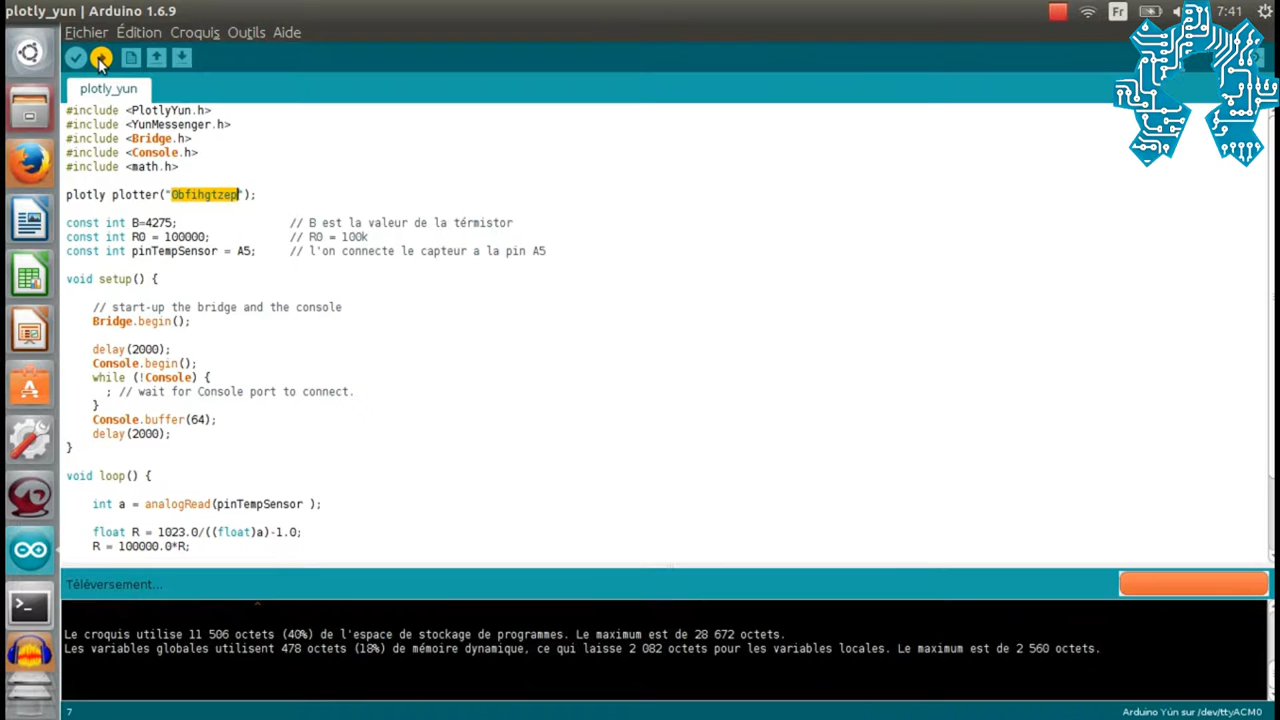 plotly_yun | Arduino 1.6.9
Fr
7:41
Fichier Édition Croquis Outils Aide
plotly_yun
#include <PlotlyYun.h>
#include <YunMessenger.h>
#include <Bridge.h>
#include <Console.h>
#include <math.h>
plotly plotter("0bfihgtzep");
const int B=4275; // B est la valeur de la térmistor
const int R0 = 100000; // R0 = 100k
const int pinTempSensor = A5; // l'on connecte le capteur a la pin A5
void setup() {
// start-up the bridge and the console
Bridge.begin();
delay(2000);
Console.begin();
while (!Console) {
; // wait for Console port to connect.
}
Console.buffer(64);
delay(2000);
}
void loop() {
int a = analogRead(pinTempSensor );
float R = 1023.0/((float)a)-1.0;
R = 100000.0*R;
Téléversement...
^
Le croquis utilise 11 506 octets (40%) de l'espace de stockage de programmes. Le maximum est de 28 672 octets.
Les variables globales utilisent 478 octets (18%) de mémoire dynamique, ce qui laisse 2 082 octets pour les variables locales. Le maximum est de 2 560 octets.
7
Arduino Yún sur /dev/ttyACM0